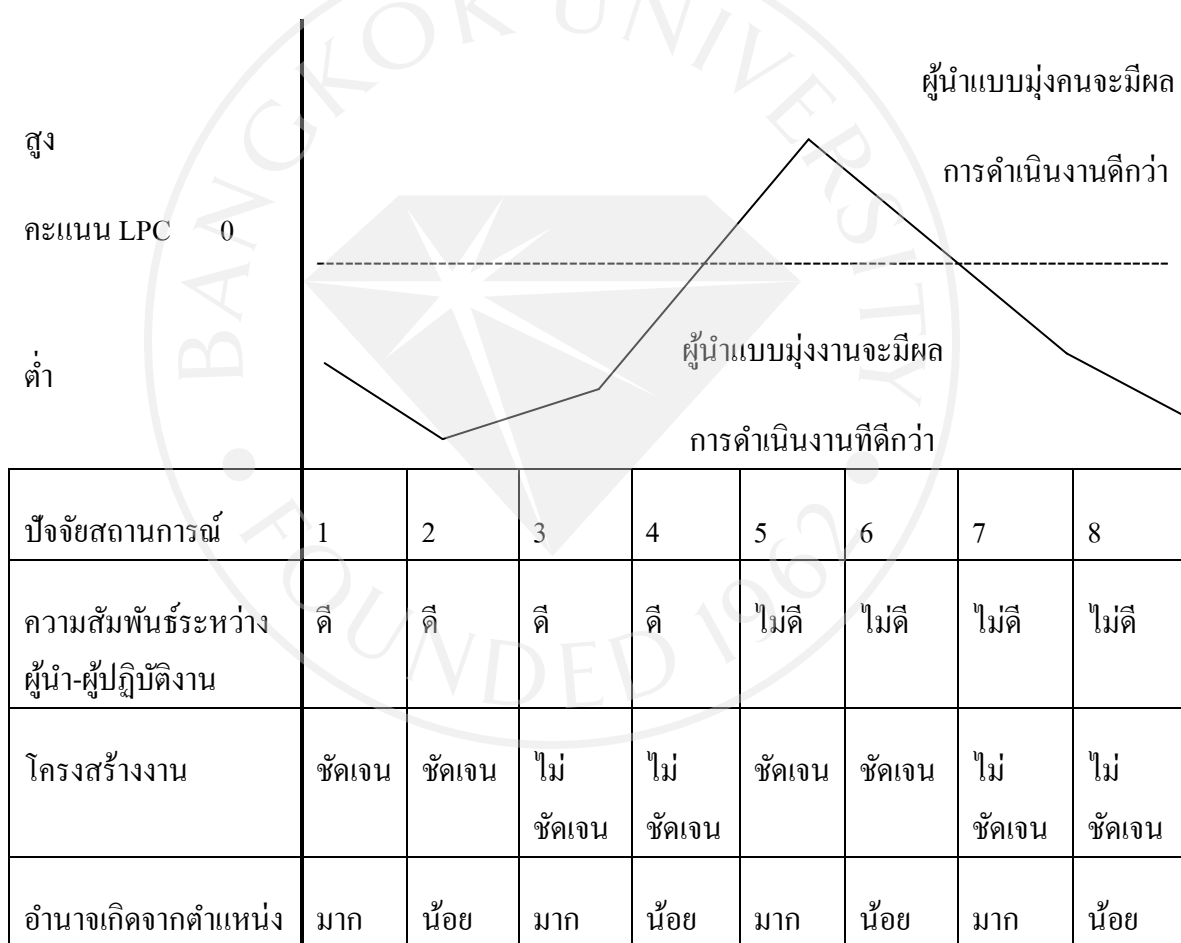 BANGKOK UNIVERSITY
ผู้นำแบบมุ่งคนจะมีผล
การดำเนินงานดีกว่า
สูง
คะแนน LPC 0
ต่ำ
ผู้นำแบบมุ่งงานจะมีผล
การดำเนินงานที่ดีกว่า
ปัจจัยสถานการณ์ 1 2 3 4 5 6 7 8
ความสัมพันธ์ระหว่าง ดี ดี ดี ดี ไม่ดี ไม่ดี ไม่ดี ไม่ดี
ผู้นำ-ผู้ปฏิบัติงาน
โครงสร้างงาน ชัดเจน ชัดเจน ไม่ ไม่ ชัดเจน ชัดเจน ไม่ ไม่
ชัดเจน ชัดเจน ชัดเจน ชัดเจน
อำนาจเกิดจากตำแหน่ง มาก น้อย มาก น้อย มาก น้อย มาก น้อย
FOUNDED 1962